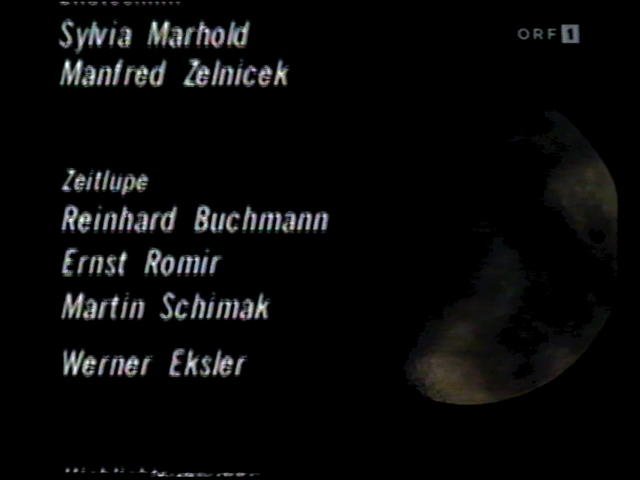 Sylvia Marhold
ORF 1
Manfred Zelnicek
Zeitlupe
Reinhard Buchmann
Ernst Romir
Martin Schimak
Werner Eksler